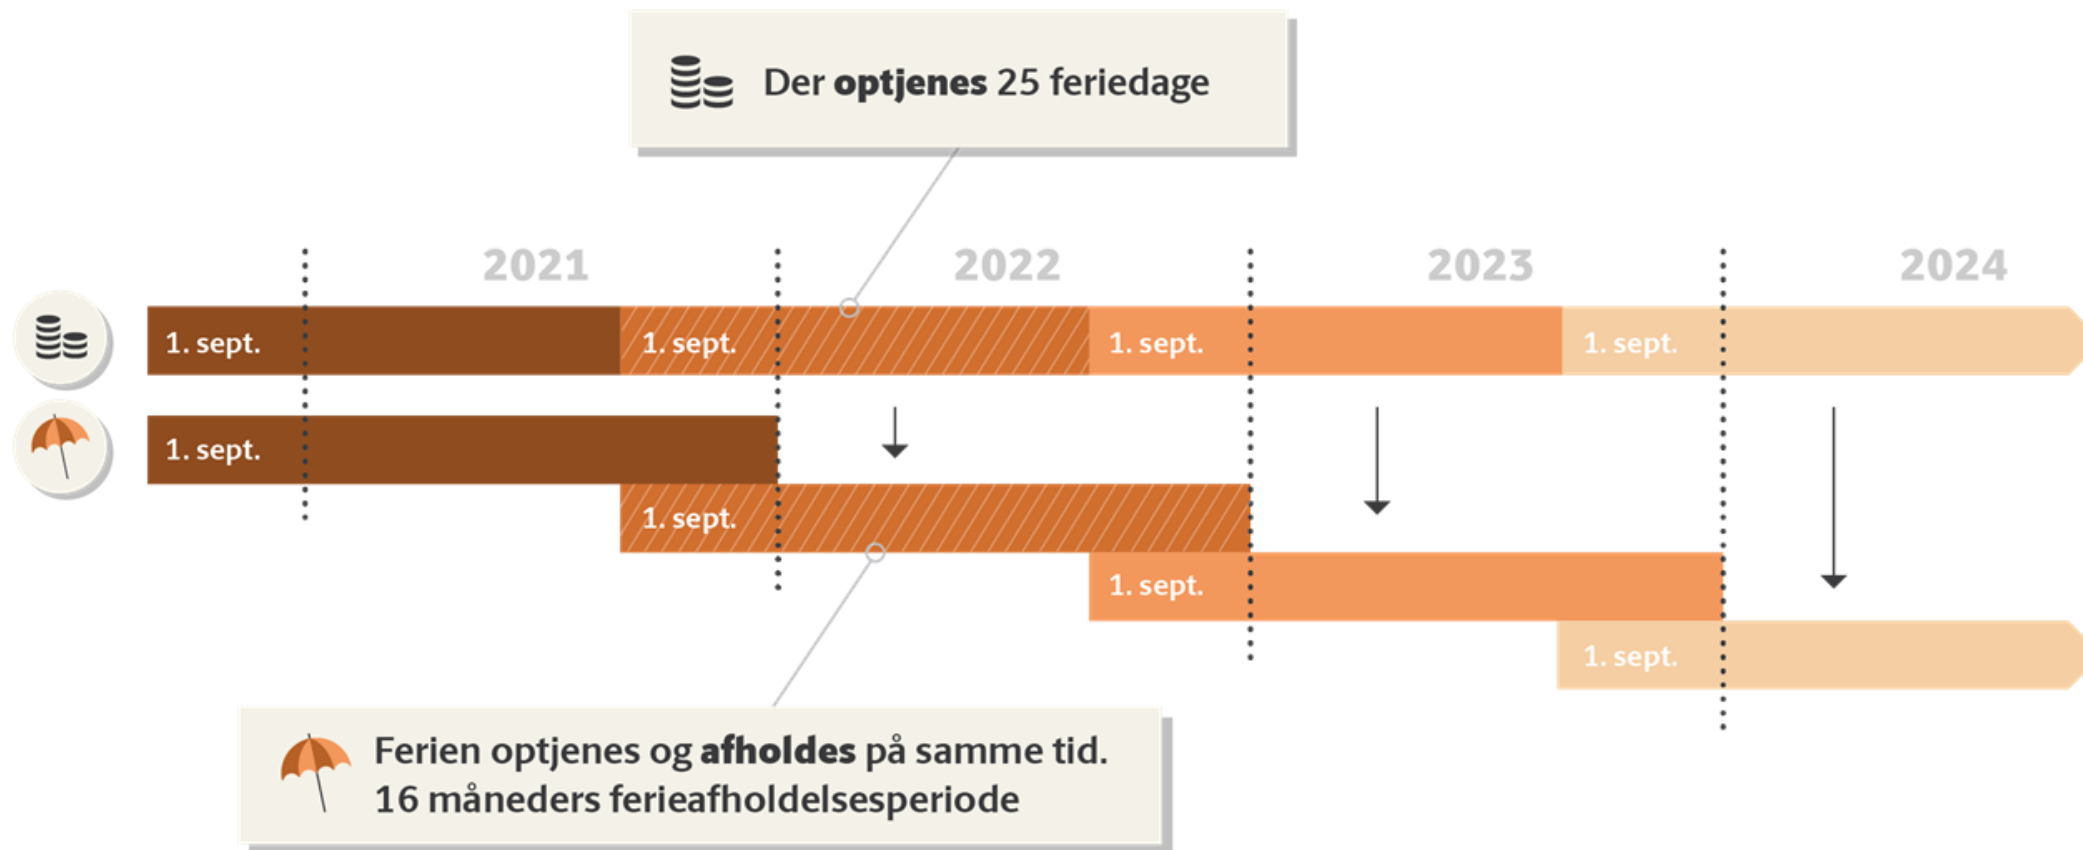 Der optjenes 25 feriedage
2021 2022 2023 2024
1. sept. 1. sept. 1. sept. 1. sept.
1. sept.
1. sept.
1. sept.
1. sept.
Ferien optjenes og afholdes på samme tid.
16 måneders ferieafholdelsesperiode